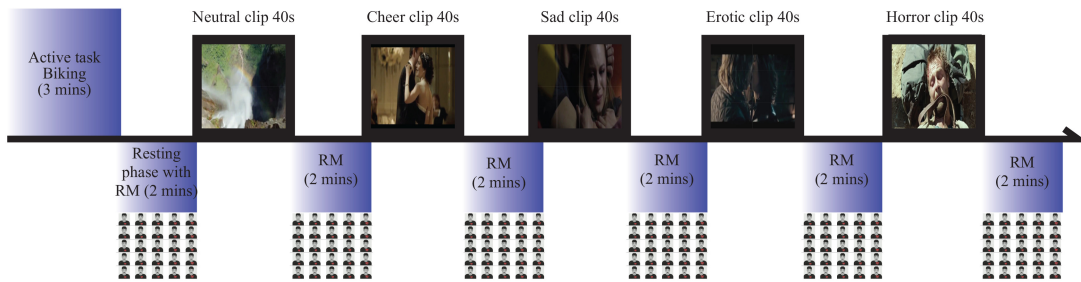 Neutral clip 40s
Cheer clip 40s
Sad clip 40s
Erotic clip 40s
Horror clip 40s
Active task
Biking
(3 mins)
Resting
phase with
RM (2 mins)
RM
(2 mins)
RM
(2 mins)
RM
(2 mins)
RM
(2 mins)
RM
(2 mins)